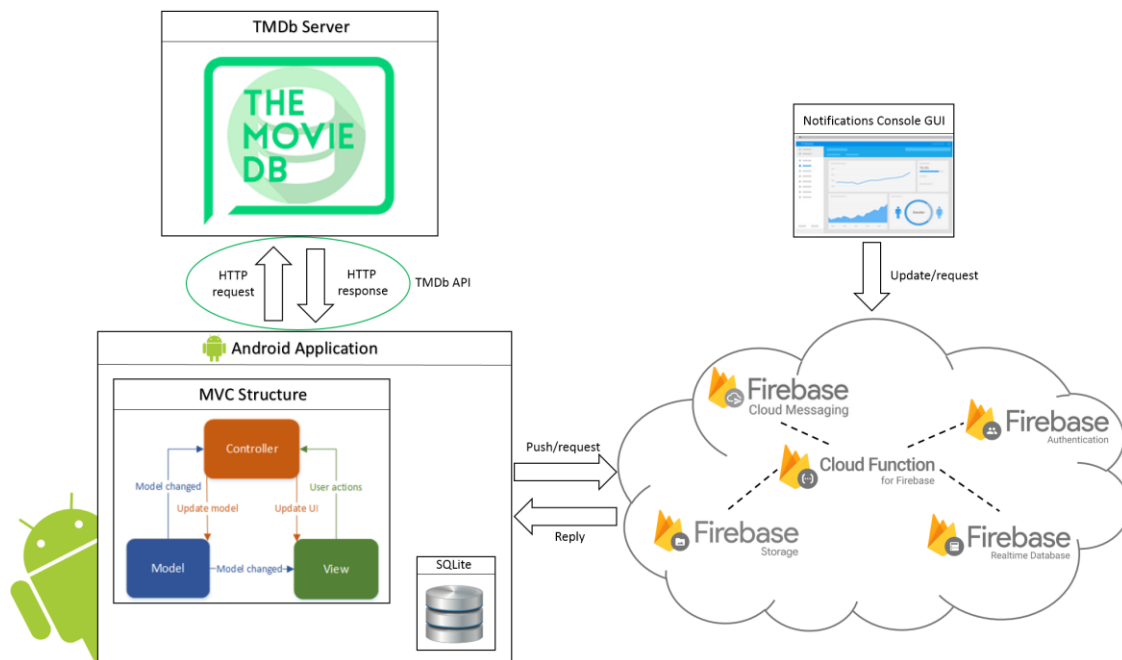 TMDb Server
THE
MOVIE
DB
HTTP
request
HTTP
response
TMDb API
Android Application
MVC Structure
Controller
Model changed
User actions
Update model
Update UI
Model
Model changed
View
SQLite
Push/request
Reply
Notifications Console GUI
Update/request
Firebase
Cloud Messaging
Firebase
Authentication
Cloud Function
for Firebase
Firebase
Storage
Firebase
Realtime Database